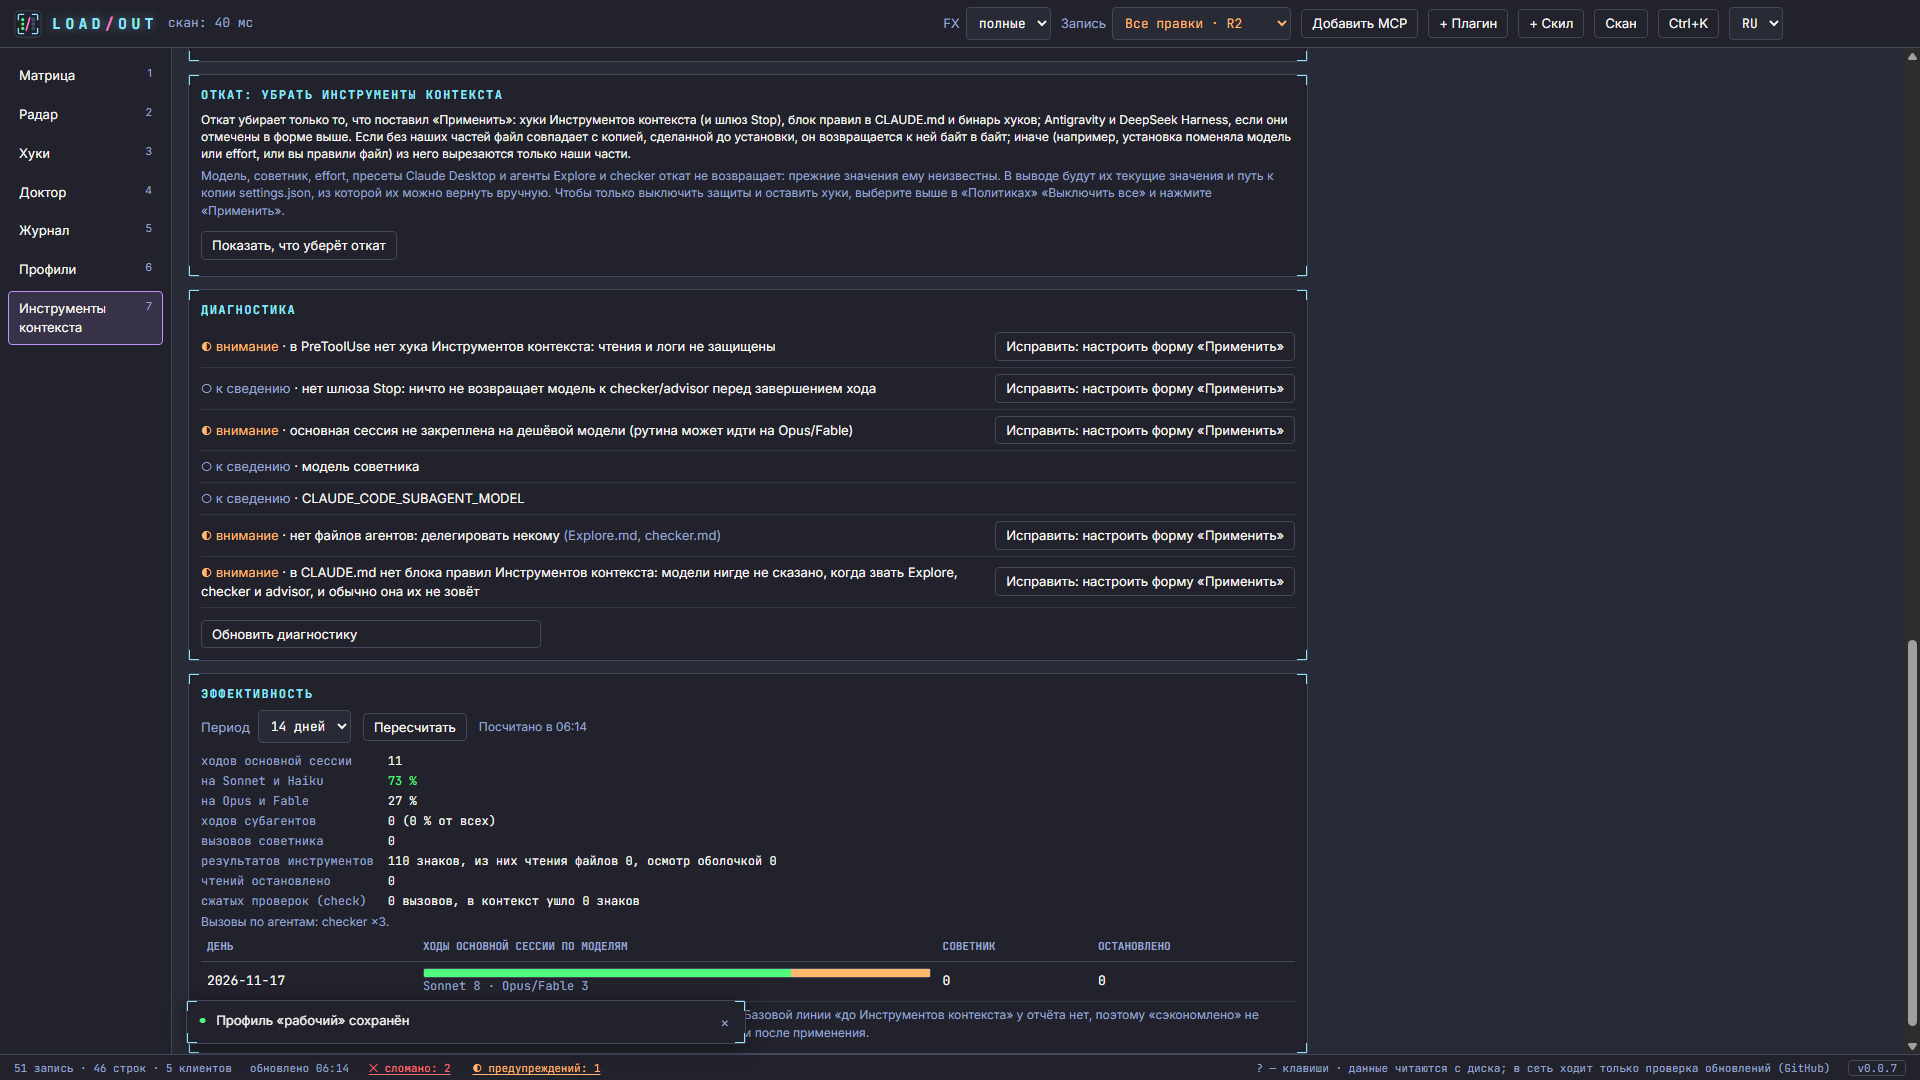 LOAD/OUT скан: 40 мс FX полные Запись Все правки · R2 Добавить MCP + Плагин + Скил Скан Ctrl+K RU
Матрица 1
Радар 2
Хуки 3
Доктор 4
Журнал 5
Профили 6
Инструменты контекста 7
ОТКАТ: УБРАТЬ ИНСТРУМЕНТЫ КОНТЕКСТА
Откат убирает только то, что поставил «Применить»: хуки Инструментов контекста (и шлюз Stop), блок правил в CLAUDE.md и бинарь хуков; Antigravity и DeepSeek Harness, если они
отмечены в форме выше. Если без наших частей файл совпадает с копией, сделанной до установки, он возвращается к ней байт в байт; иначе (например, установка поменяла модель
или effort, или вы правили файл) из него вырезаются только наши части.
Модель, советник, effort, пресеты Claude Desktop и агенты Explore и checker откат не возвращает: прежние значения ему неизвестны. В выводе будут их текущие значения и путь к
копии settings.json, из которой их можно вернуть вручную. Чтобы только выключить защиты и оставить хуки, выберите выше в «Политиках» «Выключить все» и нажмите
«Применить».
Показать, что уберёт откат
ДИАГНОСТИКА
внимание · в PreToolUse нет хука Инструментов контекста: чтения и логи не защищены Исправить: настроить форму «Применить»
к сведению · нет шлюза Stop: ничто не возвращает модель к checker/advisor перед завершением хода Исправить: настроить форму «Применить»
внимание · основная сессия не закреплена на дешёвой модели (рутина может идти на Opus/Fable) Исправить: настроить форму «Применить»
к сведению · модель советника
к сведению · CLAUDE_CODE_SUBAGENT_MODEL
внимание · нет файлов агентов: делегировать некому (Explore.md, checker.md) Исправить: настроить форму «Применить»
внимание · в CLAUDE.md нет блока правил Инструментов контекста: модели нигде не сказано, когда звать Explore,
checker и advisor, и обычно она их не зовёт Исправить: настроить форму «Применить»
Обновить диагностику
ЭФФЕКТИВНОСТЬ
Период 14 дней Пересчитать Посчитано в 06:14
ходов основной сессии 11
на Sonnet и Haiku 73 %
на Opus и Fable 27 %
ходов субагентов 0 (0 % от всех)
вызовов советника 0
результатов инструментов 110 знаков, из них чтения файлов 0, осмотр оболочкой 0
чтений остановлено 0
сжатых проверок (check) 0 вызовов, в контекст ушло 0 знаков
Вызовы по агентам: checker ×3.
ДЕНЬ ХОДЫ ОСНОВНОЙ СЕССИИ ПО МОДЕЛЯМ СОВЕТНИК ОСТАНОВЛЕНО
2026-11-17 Sonnet 8 · Opus/Fable 3 0 0
Базовой линии «до Инструментов контекста» у отчёта нет, поэтому «сэкономлено» не
после применения.
Профиль «рабочий» сохранён ×
51 запись · 46 строк · 5 клиентов обновлено 06:14 сломано: 2 предупреждений: 1 ? — клавиши · данные читаются с диска; в сеть ходит только проверка обновлений (GitHub) v0.0.7